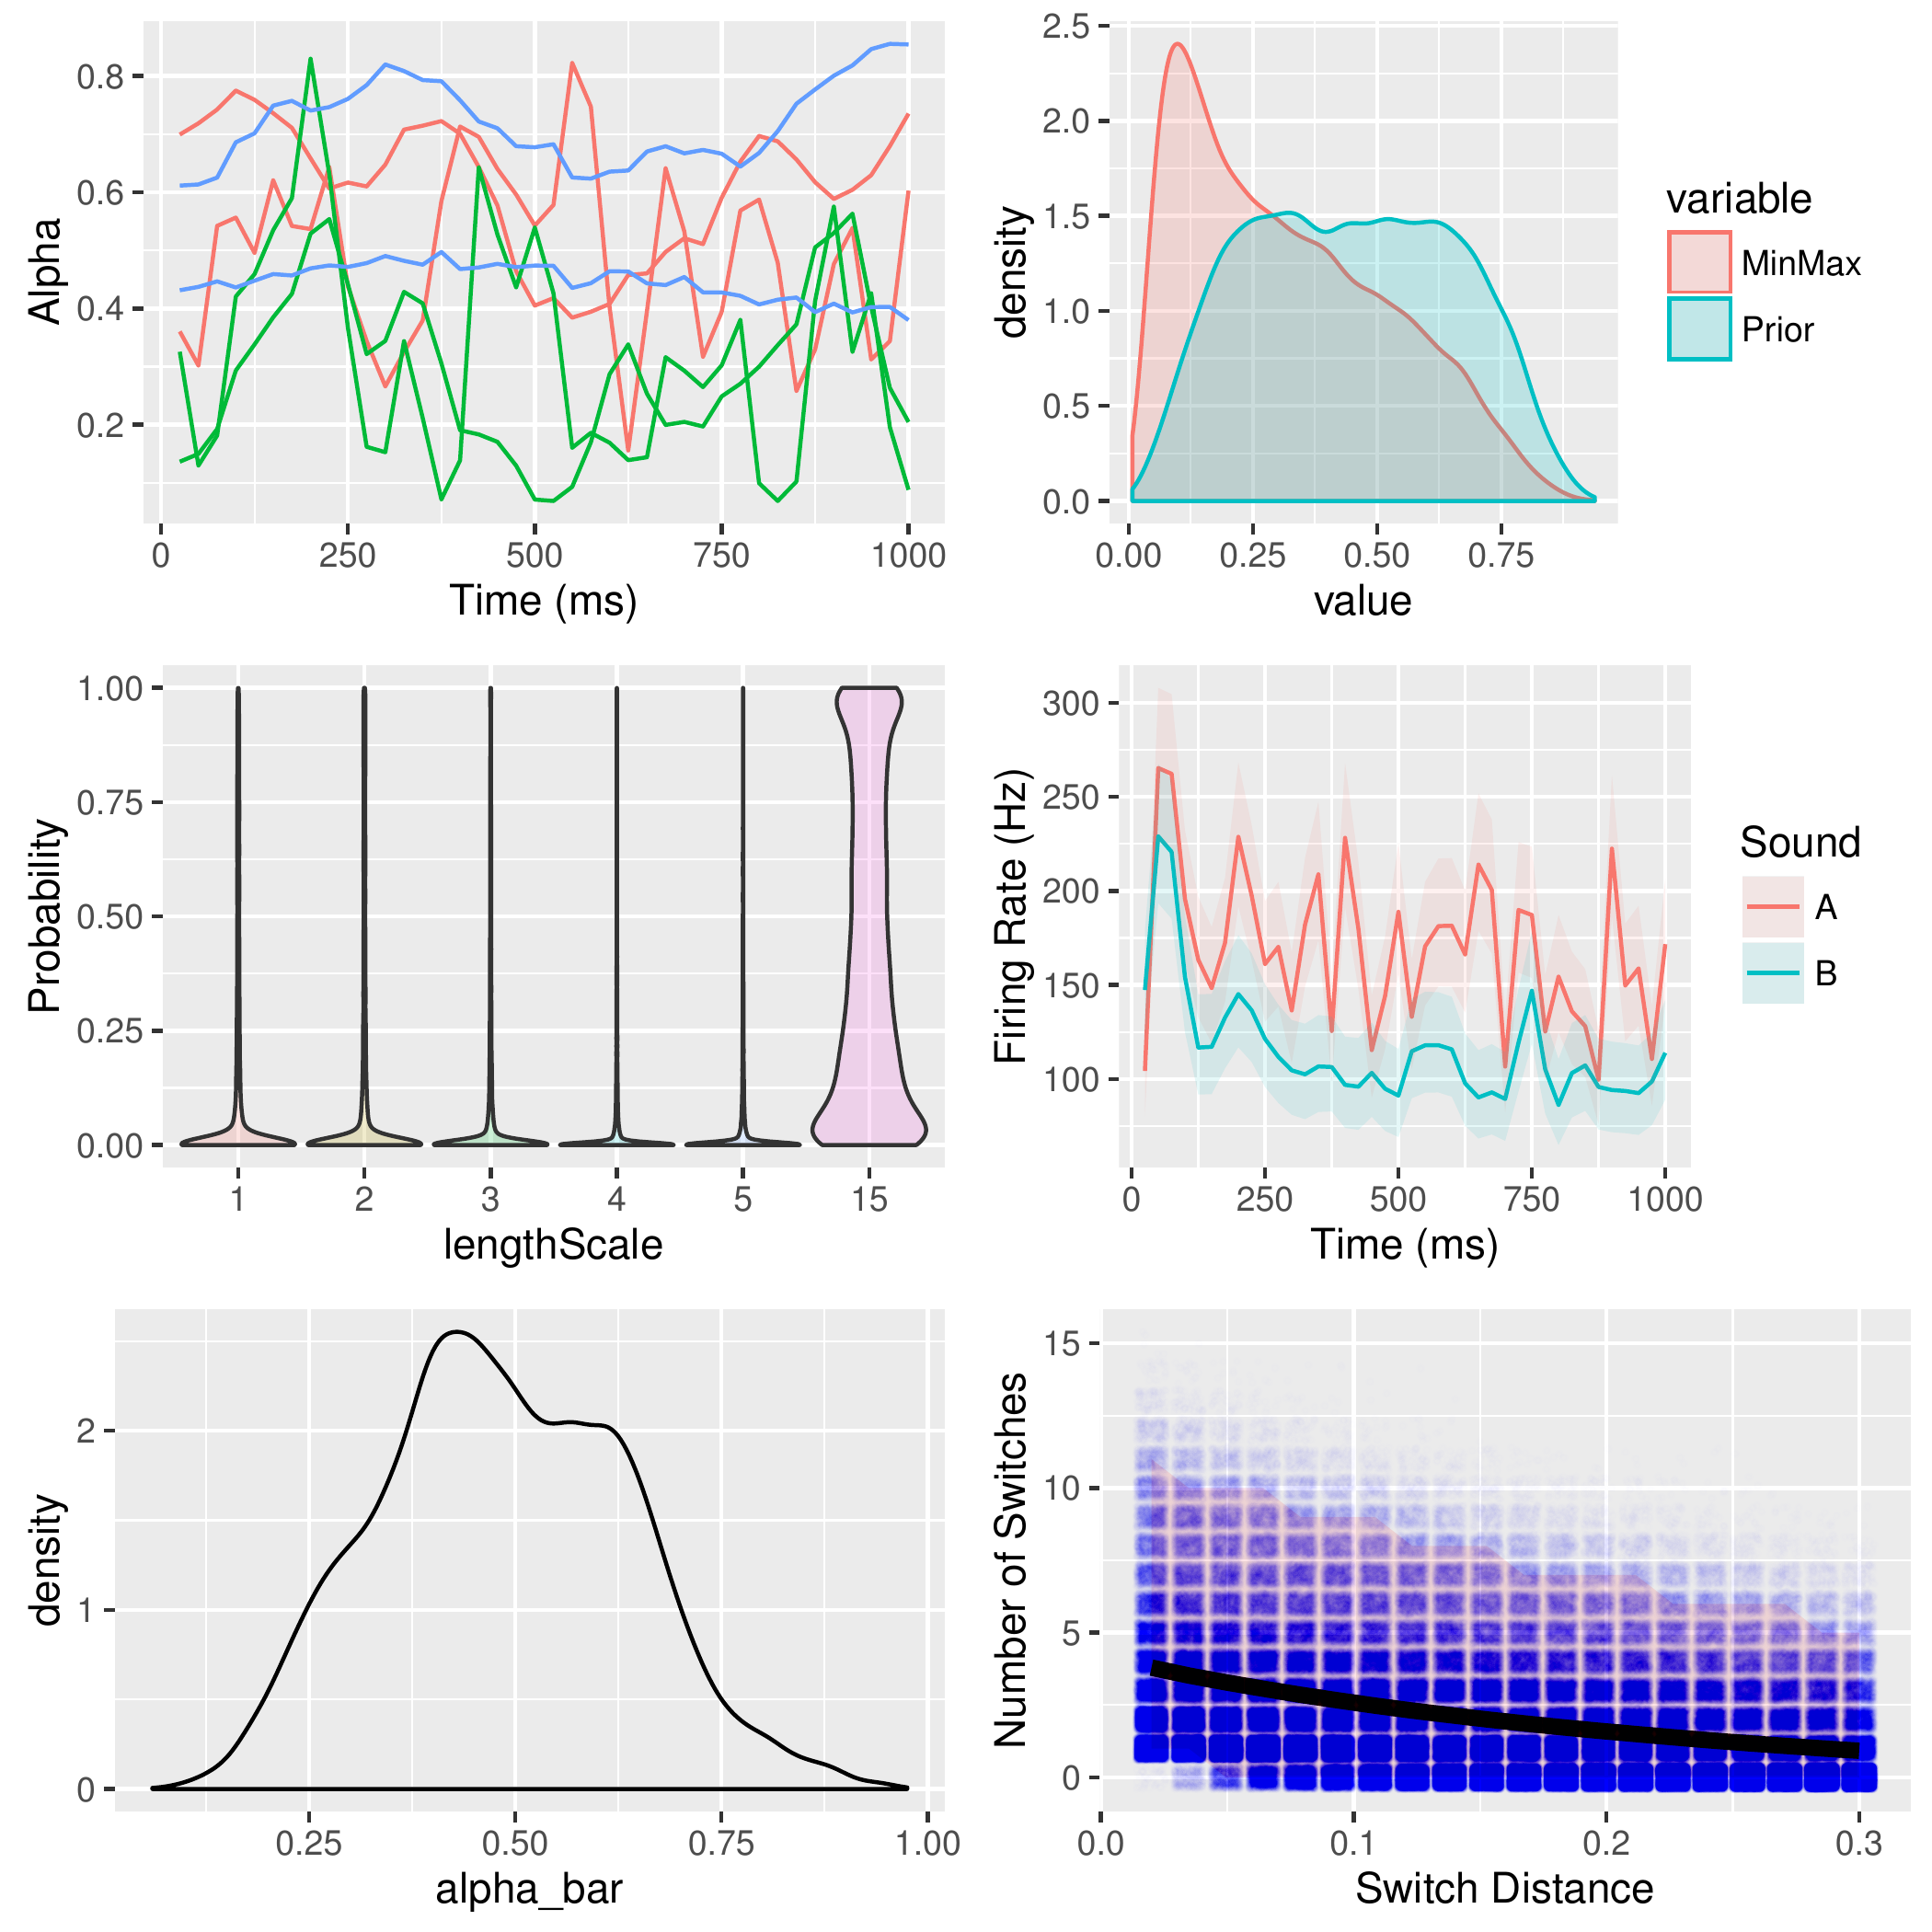 Alpha
0.8
0.6
0.4
0.2
0 250 500 750 1000
Time (ms)
density
2.5
2.0
1.5
1.0
0.5
0.0
0.00 0.25 0.50 0.75
value
variable
MinMax
Prior
Probability
1.00
0.75
0.50
0.25
0.00
1 2 3 4 5 15
lengthScale
Firing Rate (Hz)
300
250
200
150
100
0 250 500 750 1000
Time (ms)
Sound
A
B
density
2
1
0
0.25 0.50 0.75 1.00
alpha_bar
Number of Switches
15
10
5
0
0.0 0.1 0.2 0.3
Switch Distance